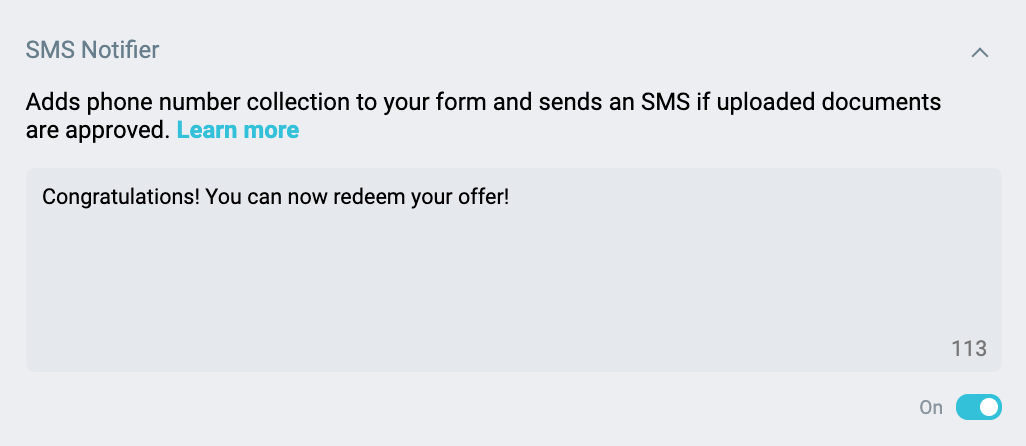 SMS Notifier
Adds phone number collection to your form and sends an SMS if uploaded documents
are approved. Learn more
Congratulations! You can now redeem your offer!
113
On